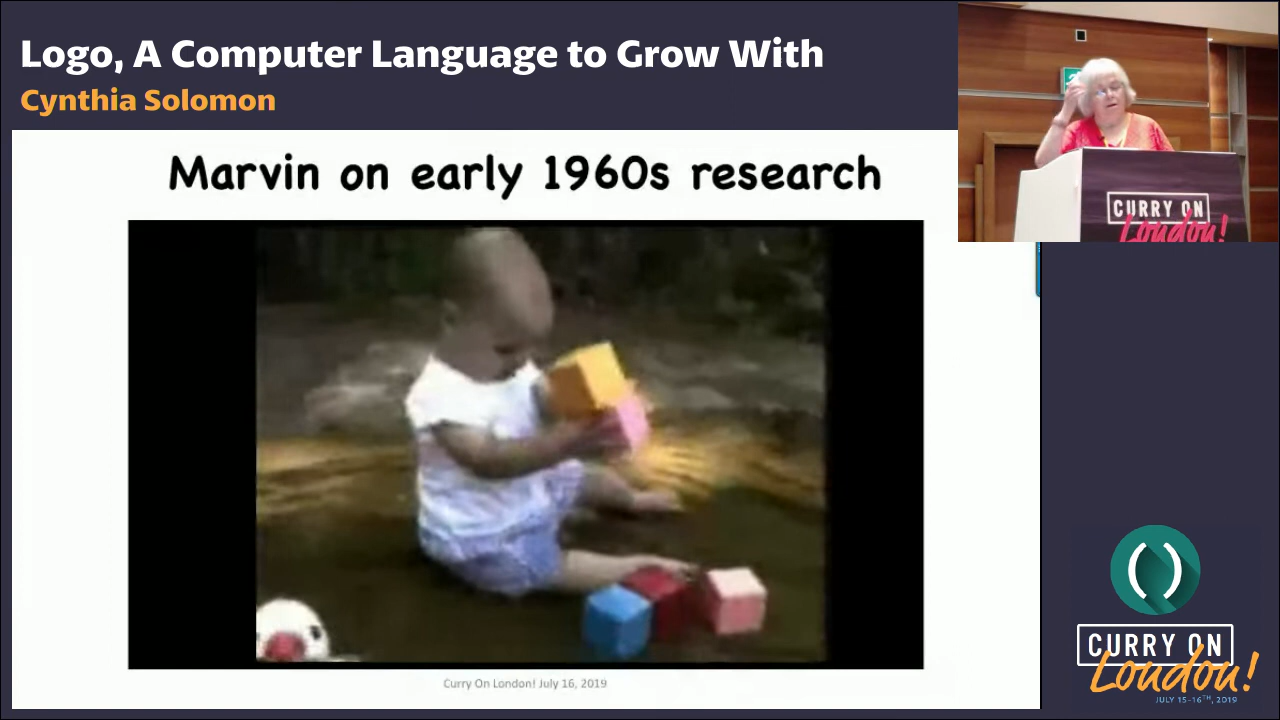 Logo, A Computer Language to Grow With
Cynthia Solomon
Marvin on early 1960s research
CURRY ON
London!
Curry On London! July 16, 2019
CURRY ON
London!
JULY 15-16TH, 2019